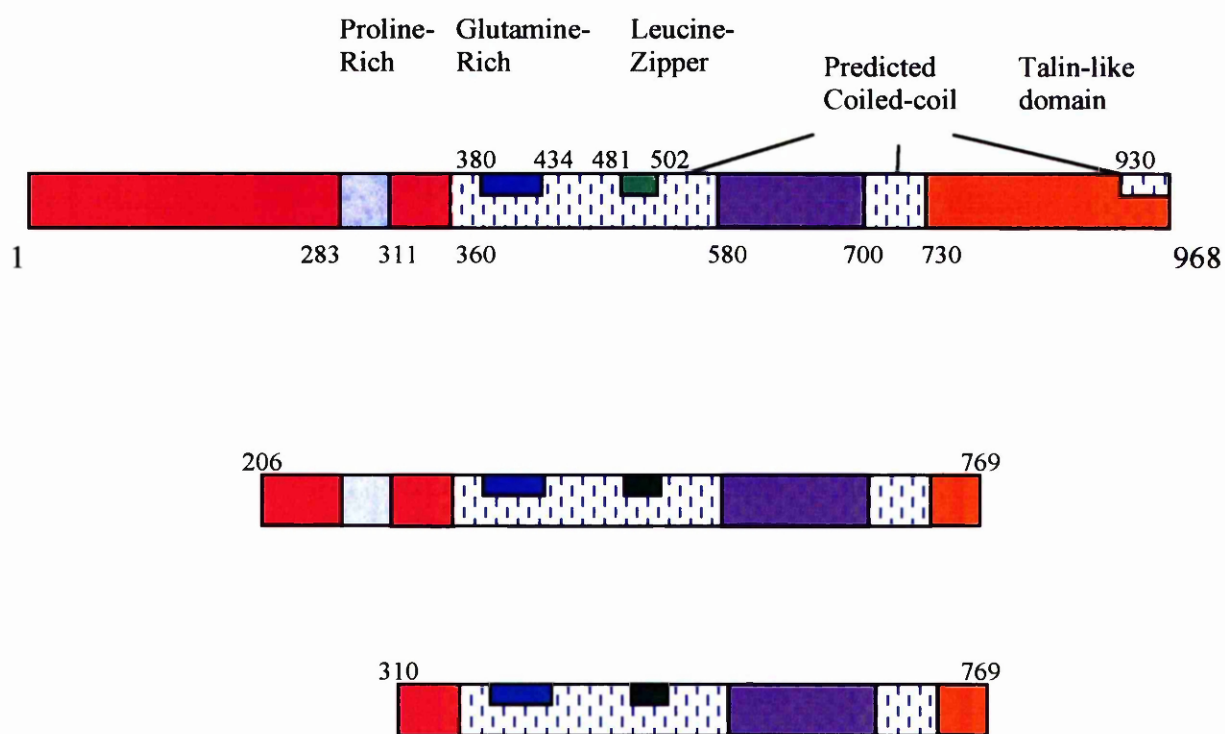 Proline-
Rich
Glutamine-
Rich
Leucine-
Zipper
Predicted
Coiled-coil
Talin-like
domain
380 434 481 502 930
1 283 311 360 580 700 730 968
206 769
310 769